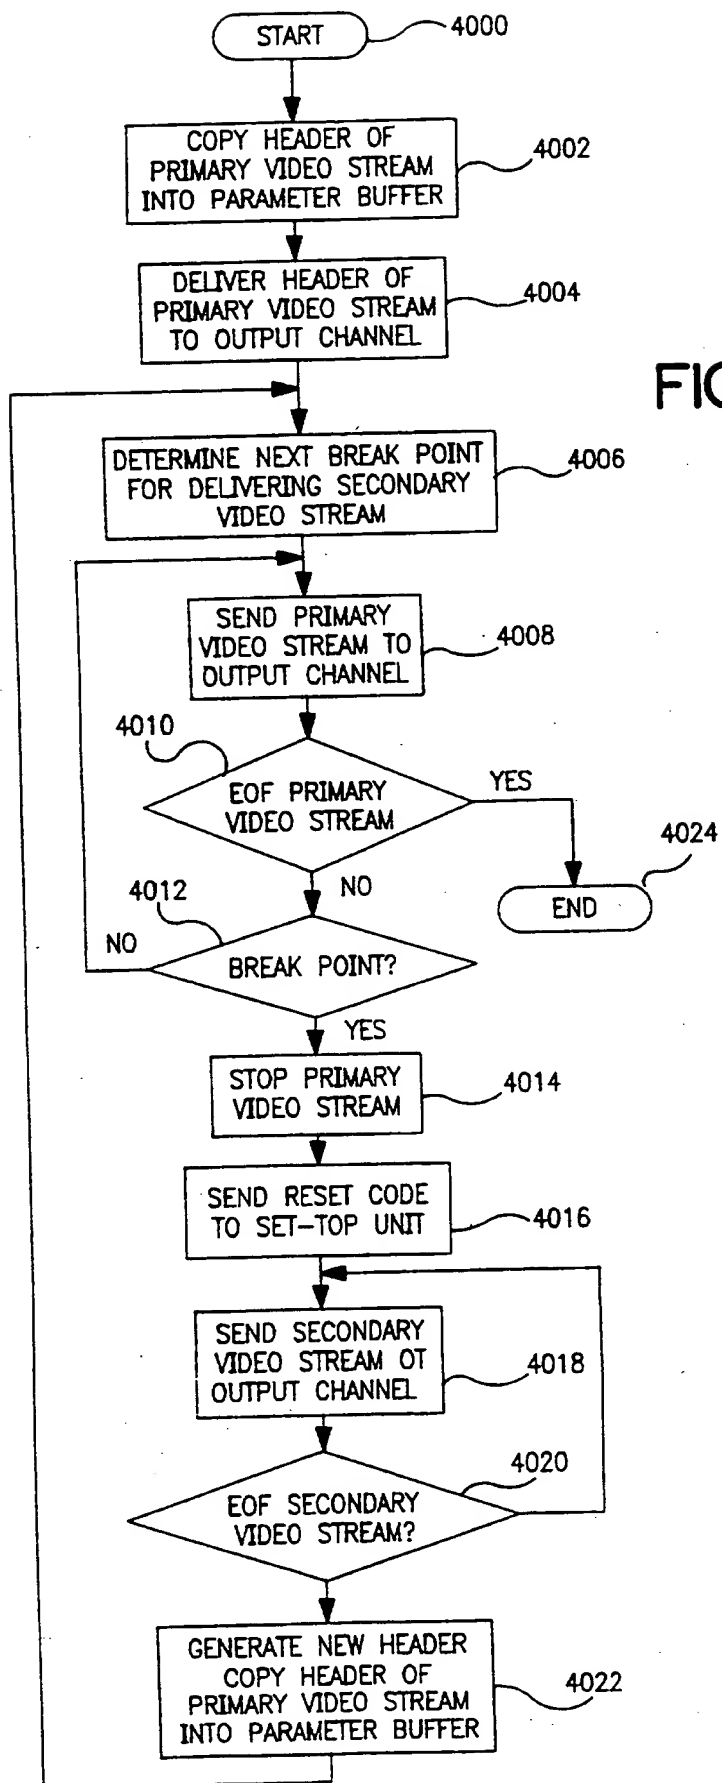 START
4000
COPY HEADER OF
PRIMARY VIDEO STREAM
INTO PARAMETER BUFFER
4002
DELIVER HEADER OF
PRIMARY VIDEO STREAM
TO OUTPUT CHANNEL
4004
FIG
DETERMINE NEXT BREAK POINT
FOR DELIVERING SECONDARY
VIDEO STREAM
4006
SEND PRIMARY
VIDEO STREAM TO
OUTPUT CHANNEL
4008
4010
EOF PRIMARY
VIDEO STREAM
YES
4024
END
NO
4012
NO
BREAK POINT?
YES
STOP PRIMARY
VIDEO STREAM
4014
SEND RESET CODE
TO SET-TOP UNIT
4016
SEND SECONDARY
VIDEO STREAM OT
OUTPUT CHANNEL
4018
4020
EOF SECONDARY
VIDEO STREAM?
GENERATE NEW HEADER
COPY HEADER OF
PRIMARY VIDEO STREAM
INTO PARAMETER BUFFER
4022